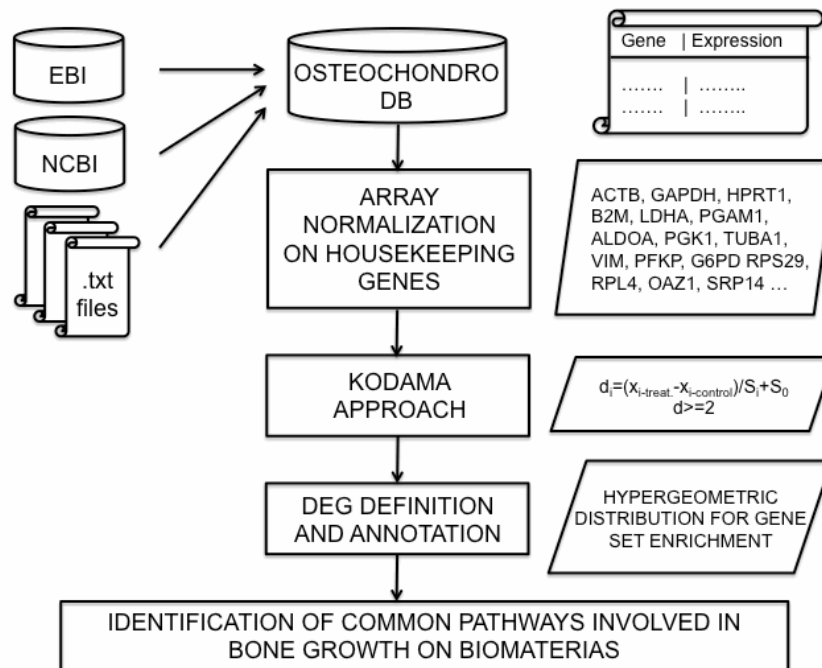 EBI
NCBI
.txt
files
OSTEOCHONDRO
DB
Gene | Expression
....... | ........
....... | ........
ARRAY
NORMALIZATION
ON HOUSEKEEPING
GENES
ACTB, GAPDH, HPRT1,
B2M, LDHA, PGAM1,
ALDOA, PGK1, TUBA1,
VIM, PFKP, G6PD RPS29,
RPL4, OAZ1, SRP14 ...
KODAMA
APPROACH
dᵢ=(xi-treat.-xi-control)/Sᵢ+S₀
d>=2
DEG DEFINITION
AND ANNOTATION
HYPERGEOMETRIC
DISTRIBUTION FOR GENE
SET ENRICHMENT
IDENTIFICATION OF COMMON PATHWAYS INVOLVED IN
BONE GROWTH ON BIOMATERIAS